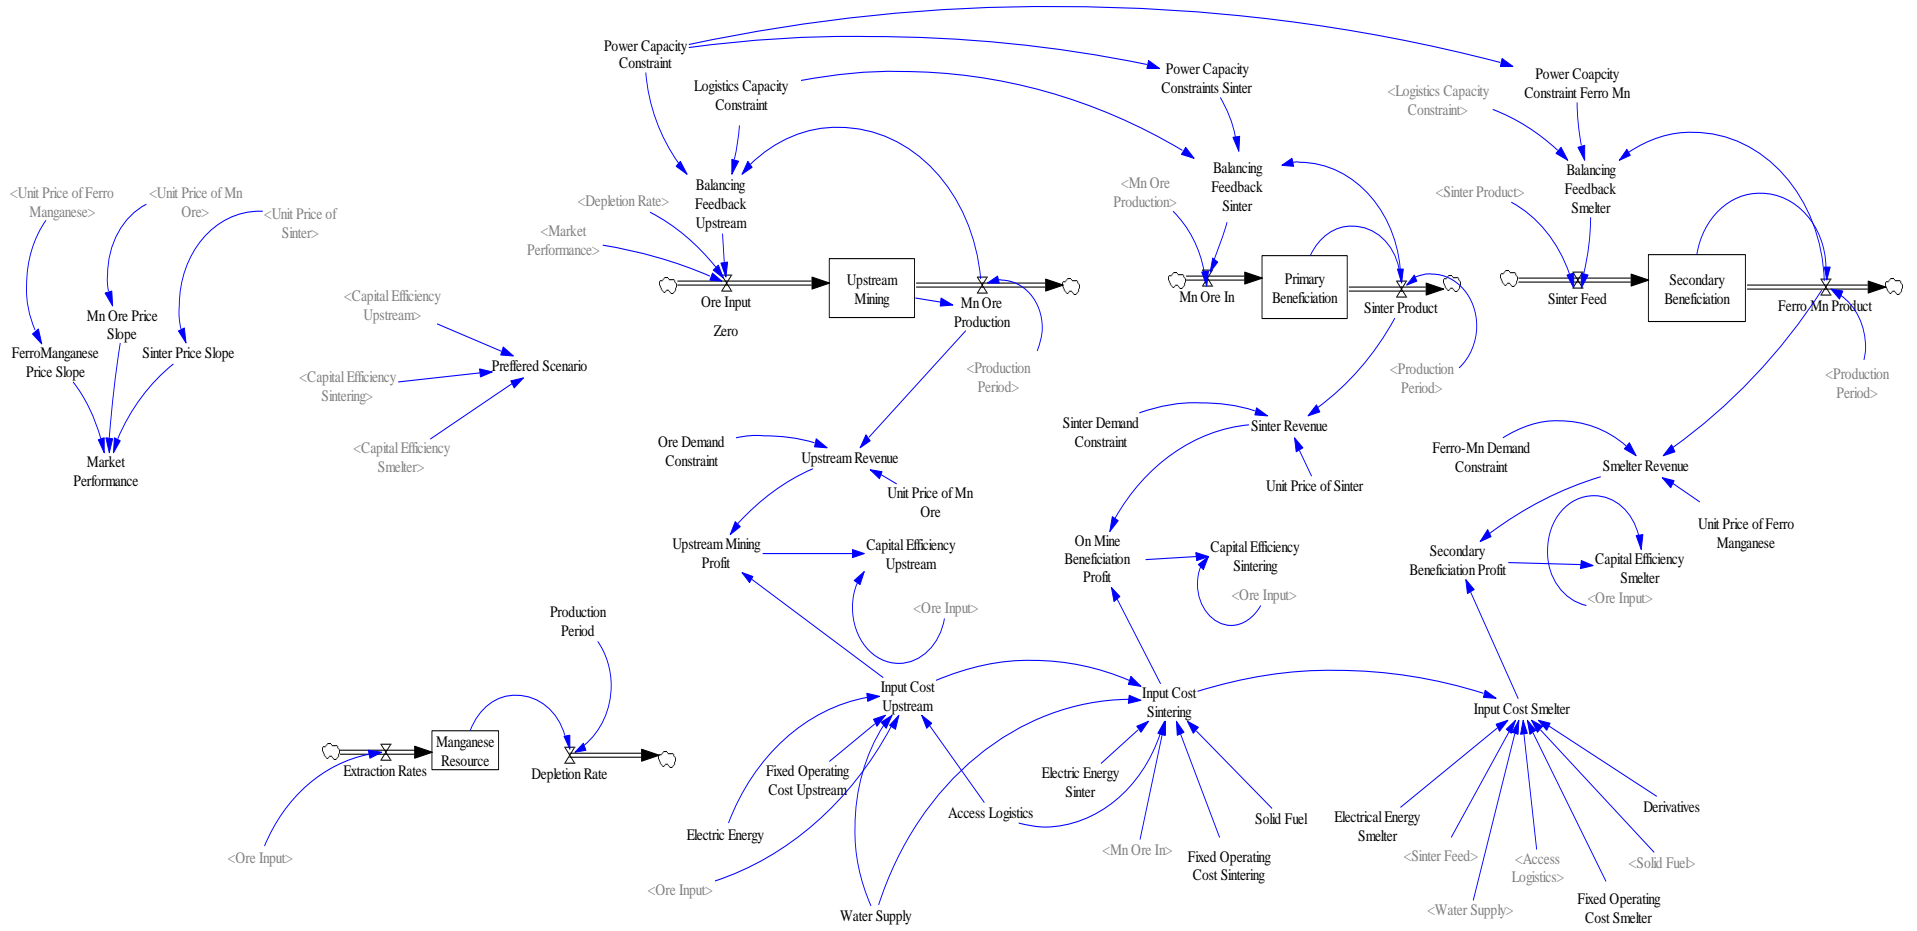 Power Capacity
Constraint
Logistics Capacity
Constraint
Power Capacity
Constraints Sinter
Power Coapcity
Constraint Ferro Mn
<Logistics Capacity
Constraint>
<Unit Price of Ferro
Manganese>
<Unit Price of Mn
Ore>
<Unit Price of
Sinter>
<Depletion Rate>
<Market
Performance>
Balancing
Feedback
Upstream
<Mn Ore
Production>
Balancing
Feedback
Sinter
<Sinter Product>
Balancing
Feedback
Smelter
Ore Input
Zero
Upstream
Mining
Mn Ore
Production
Mn Ore In
Primary
Beneficiation
Sinter Product
Sinter Feed
Secondary
Beneficiation
Ferro Mn Product
<Capital Efficiency
Upstream>
Mn Ore Price
Slope
FerroManganese
Price Slope
Sinter Price Slope
Preffered Scenario
<Capital Efficiency
Sintering>
<Capital Efficiency
Smelter>
Market
Performance
<Production
Period>
<Production
Period>
<Production
Period>
Ore Demand
Constraint
Upstream Revenue
Unit Price of Mn
Ore
Sinter Demand
Constraint
Sinter Revenue
Unit Price of Sinter
Ferro-Mn Demand
Constraint
Smelter Revenue
Unit Price of Ferro
Manganese
Upstream Mining
Profit
Capital Efficiency
Upstream
<Ore Input>
On Mine
Beneficiation
Profit
Capital Efficiency
Sintering
<Ore Input>
Secondary
Beneficiation Profit
Capital Efficiency
Smelter
<Ore Input>
Production
Period
Extraction Rates
Manganese
Resource
Depletion Rate
<Ore Input>
Input Cost
Upstream
Input Cost
Sintering
Input Cost Smelter
Fixed Operating
Cost Upstream
Electric Energy
<Ore Input>
Water Supply
Access Logistics
Electric Energy
Sinter
<Mn Ore In>
Fixed Operating
Cost Sintering
Solid Fuel
Electrical Energy
Smelter
<Sinter Feed>
<Water Supply>
<Access
Logistics>
Fixed Operating
Cost Smelter
<Solid Fuel>
Derivatives